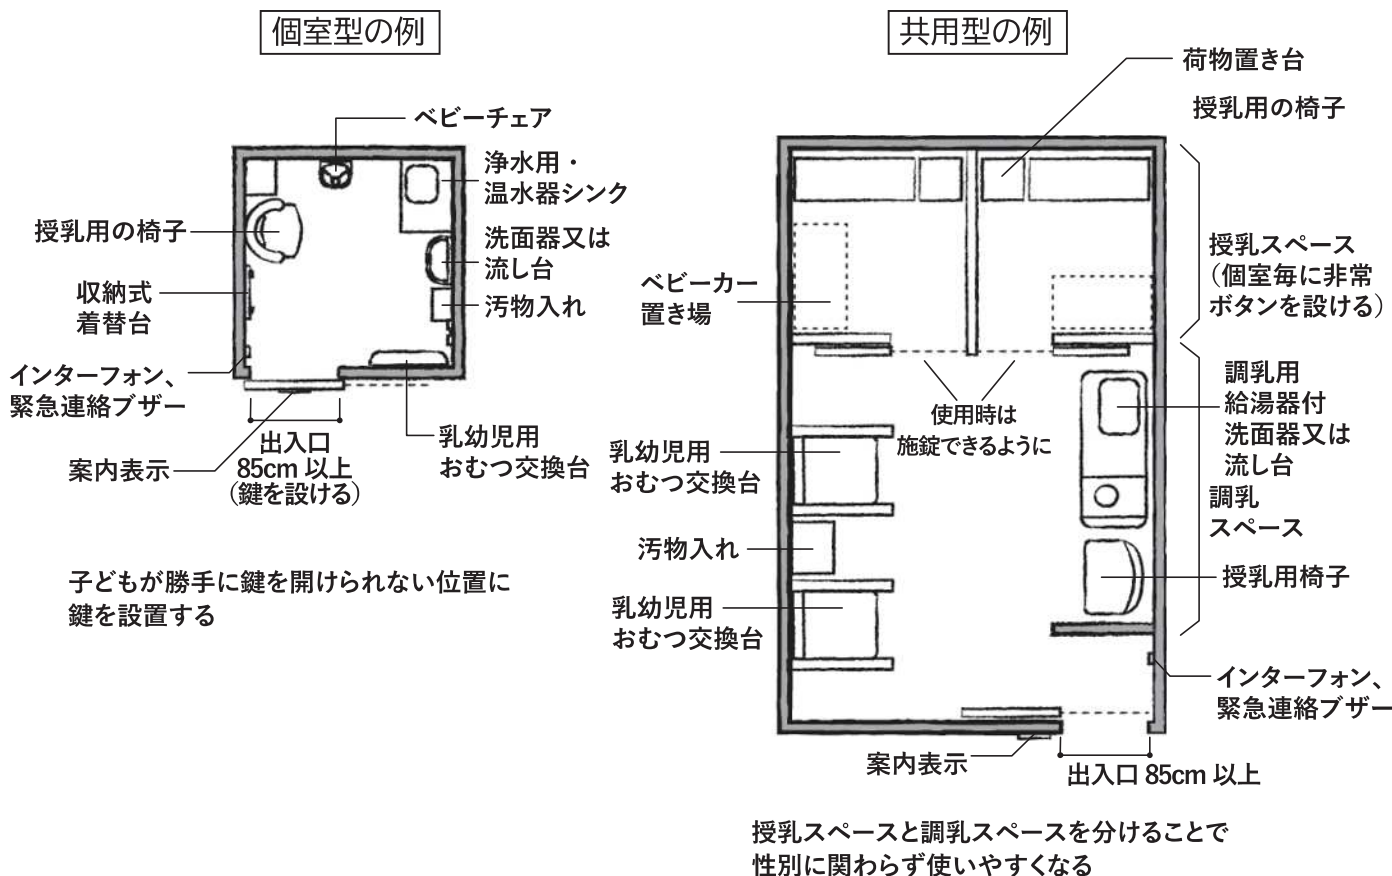 個室型の例
ベビーチェア
浄水用・
温水器シンク
授乳用の椅子
洗面器又は
流し台
収納式
着替台
汚物入れ
インターフォン、
緊急連絡ブザー
出入口
85cm 以上
（鍵を設ける）
案内表示
乳幼児用
おむつ交換台
子どもが勝手に鍵を開けられない位置に
鍵を設置する
共用型の例
荷物置き台
授乳用の椅子
授乳スペース
（個室毎に非常
ボタンを設ける）
ベビーカー
置き場
使用時は
施錠できるように
調乳用
給湯器付
洗面器又は
流し台
調乳
スペース
乳幼児用
おむつ交換台
汚物入れ
授乳用椅子
乳幼児用
おむつ交換台
インターフォン、
緊急連絡ブザー
案内表示
出入口 85cm 以上
授乳スペースと調乳スペースを分けることで
性別に関わらず使いやすくなる